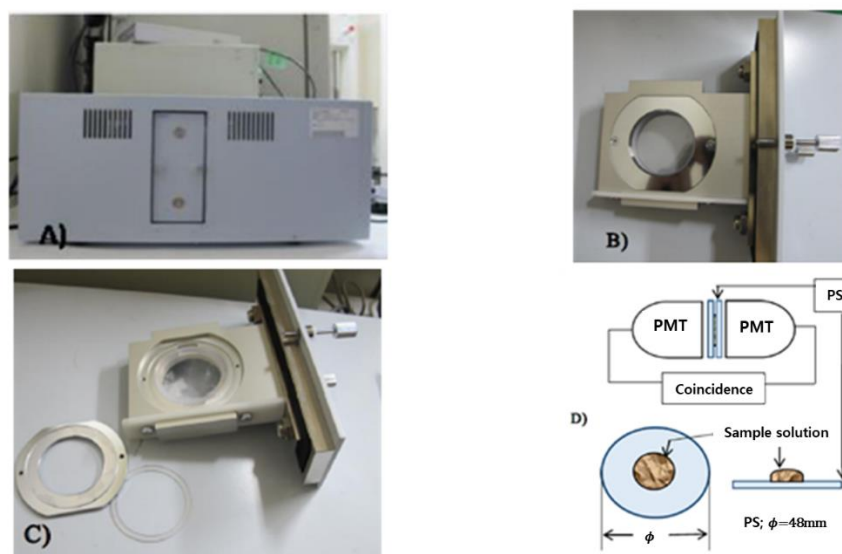 A)
B)
C)
PS
PMT
PMT
Coincidence
D)
Sample solution
ϕ
PS; ϕ=48mm